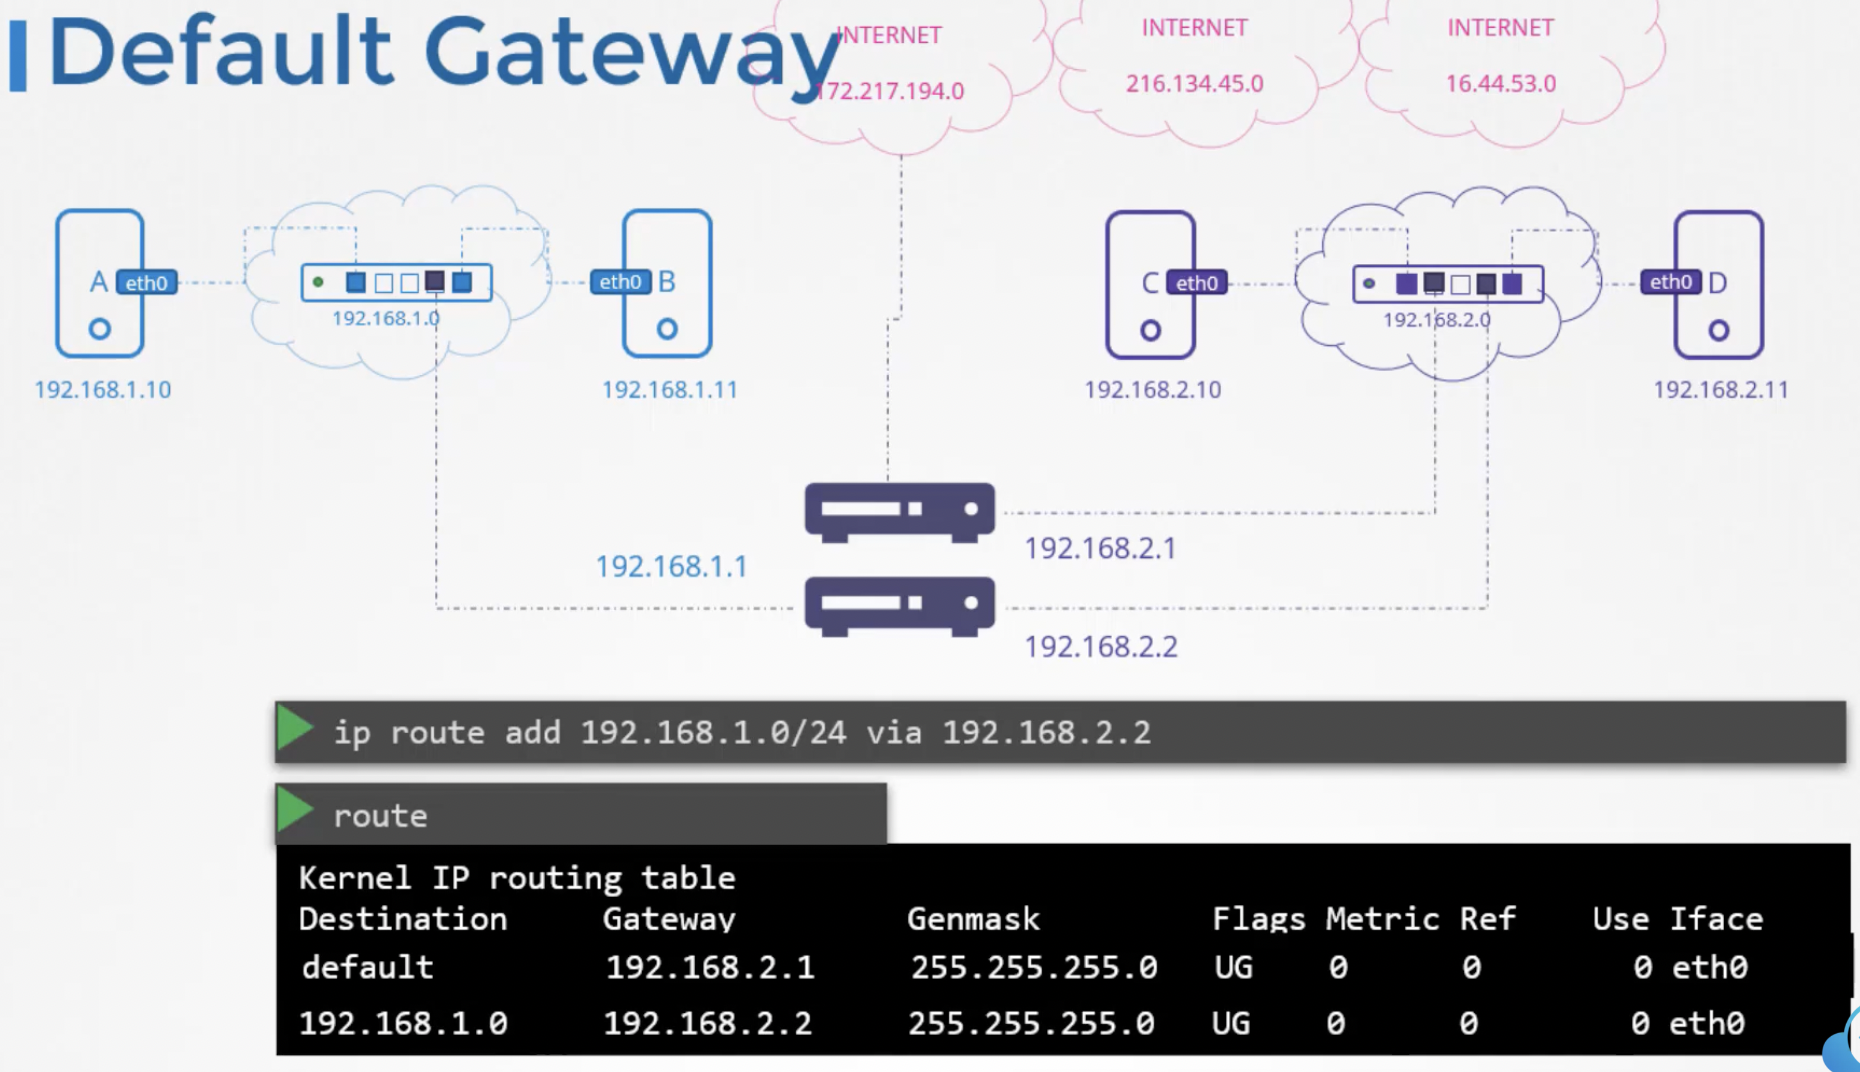 Default Gateway
INTERNET
172.217.194.0
INTERNET
216.134.45.0
INTERNET
16.44.53.0
A
eth0
192.168.1.10
192.168.1.0
eth0
B
192.168.1.11
C
eth0
192.168.2.10
192.168.2.0
eth0
D
192.168.2.11
192.168.1.1
192.168.2.1
192.168.2.2
ip route add 192.168.1.0/24 via 192.168.2.2
route
Kernel IP routing table
Destination Gateway Genmask Flags Metric Ref Use Iface
default 192.168.2.1 255.255.255.0 UG 0 0 0 eth0
192.168.1.0 192.168.2.2 255.255.255.0 UG 0 0 0 eth0